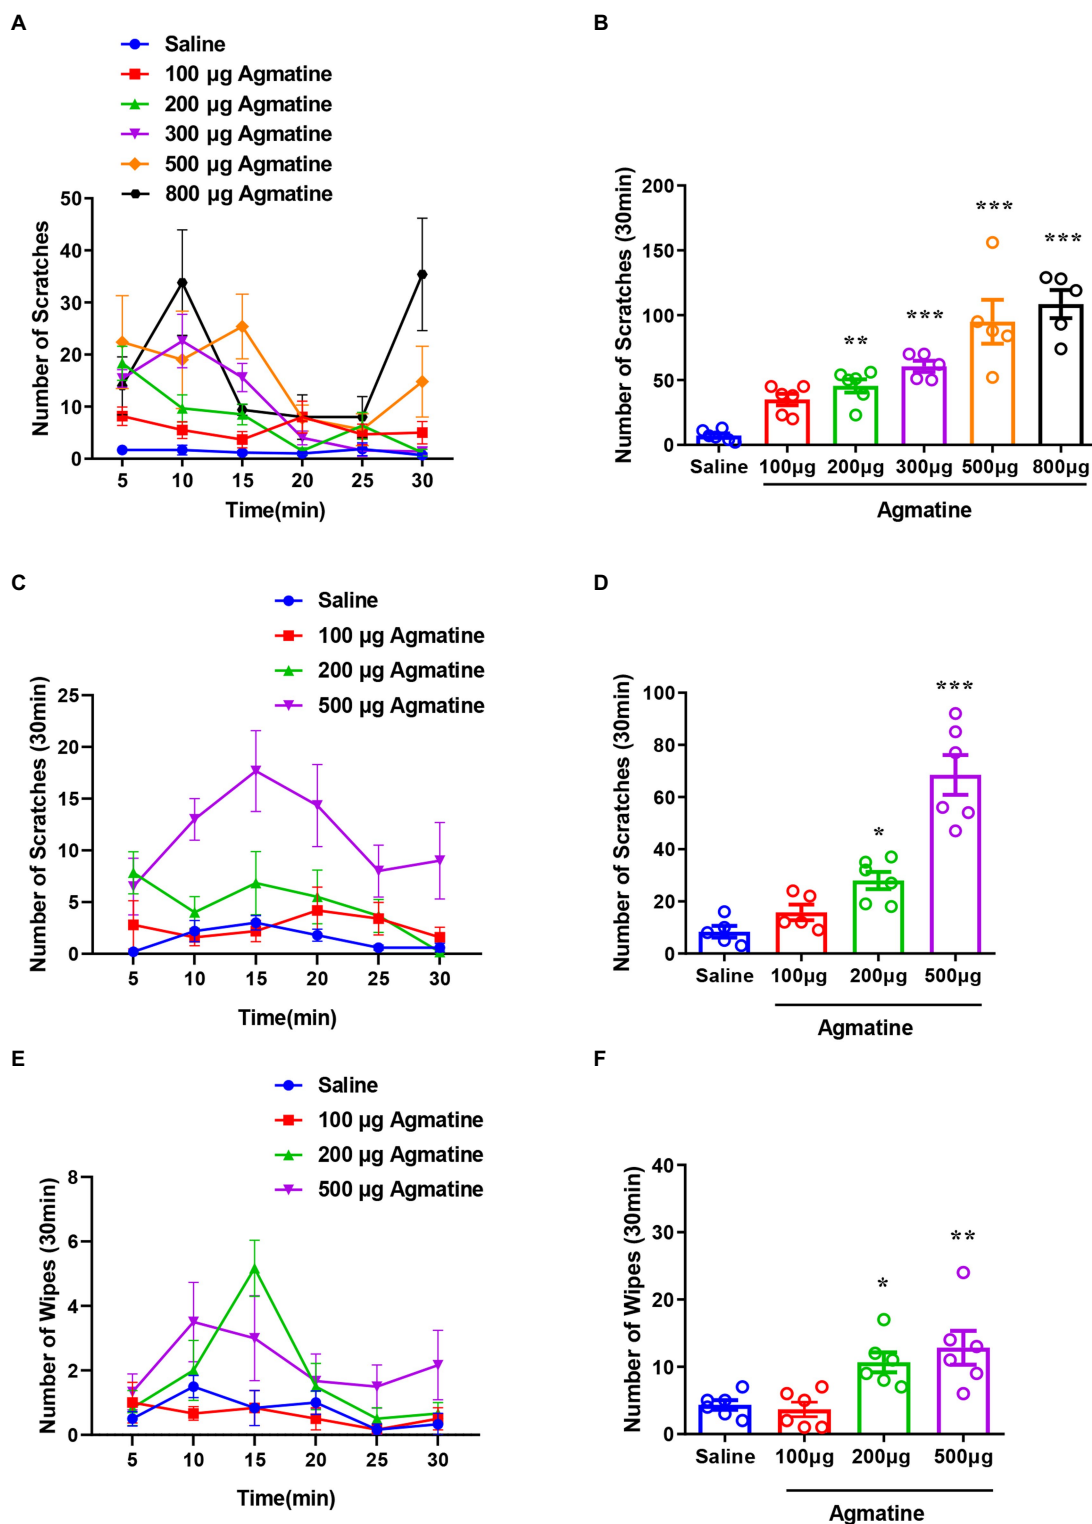 A
Saline
100 µg Agmatine
200 µg Agmatine
300 µg Agmatine
500 µg Agmatine
800 µg Agmatine
Number of Scratches
50
40
30
20
10
0
5 10 15 20 25 30
Time(min)
B
Number of Scratches (30min)
200
150
100
50
0
**
***
***
***
Saline 100µg 200µg 300µg 500µg 800µg
Agmatine
C
Saline
100 µg Agmatine
200 µg Agmatine
500 µg Agmatine
Number of Scratches (30min)
25
20
15
10
5
0
5 10 15 20 25 30
Time(min)
D
Number of Scratches (30min)
100
80
60
40
20
0
*
***
Saline 100µg 200µg 500µg
Agmatine
E
Saline
100 µg Agmatine
200 µg Agmatine
500 µg Agmatine
Number of Wipes (30min)
8
6
4
2
0
5 10 15 20 25 30
Time(min)
F
Number of Wipes (30min)
40
30
20
10
0
*
**
Saline 100µg 200µg 500µg
Agmatine